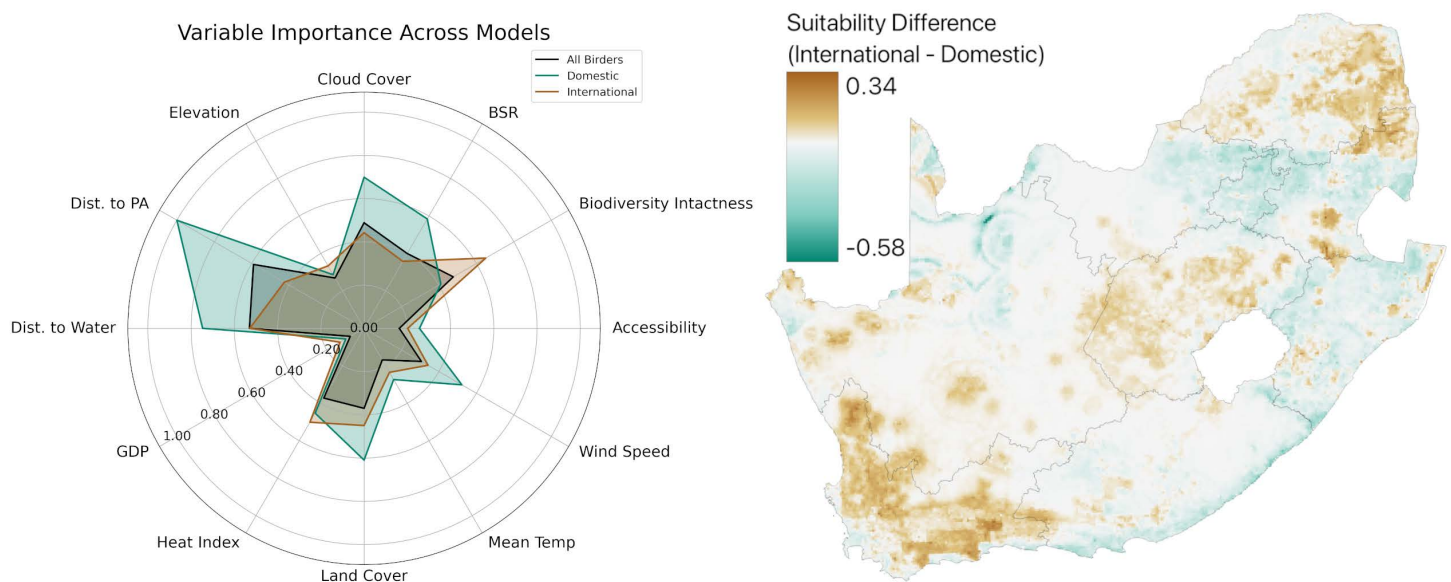 Variable Importance Across Models
All Birders
Domestic
International
Cloud Cover
BSR
Biodiversity Intactness
Accessibility
Wind Speed
Mean Temp
Land Cover
Heat Index
GDP
Dist. to Water
Dist. to PA
Elevation
0.00
0.20
0.40
0.60
0.80
1.00
Suitability Difference
(International - Domestic)
0.34
-0.58